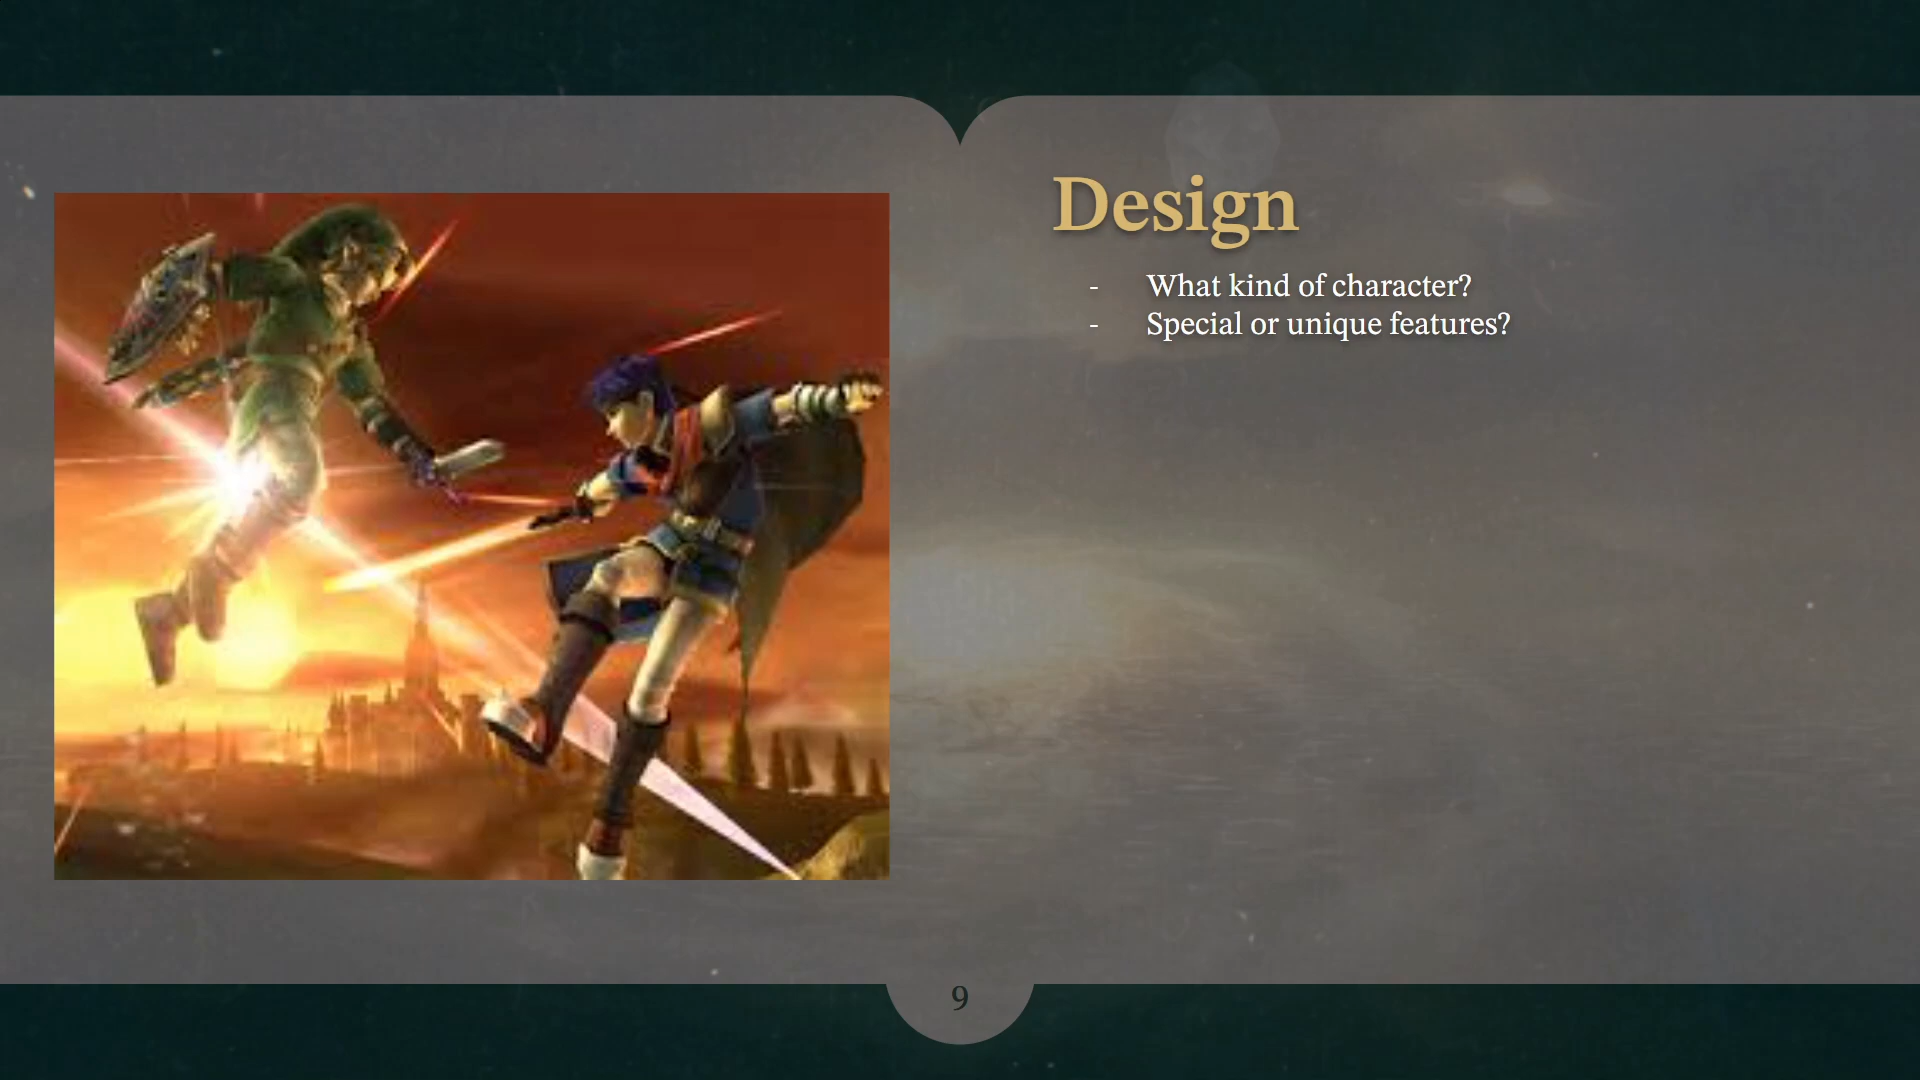 Design
- What kind of character?
- Special or unique features?
9